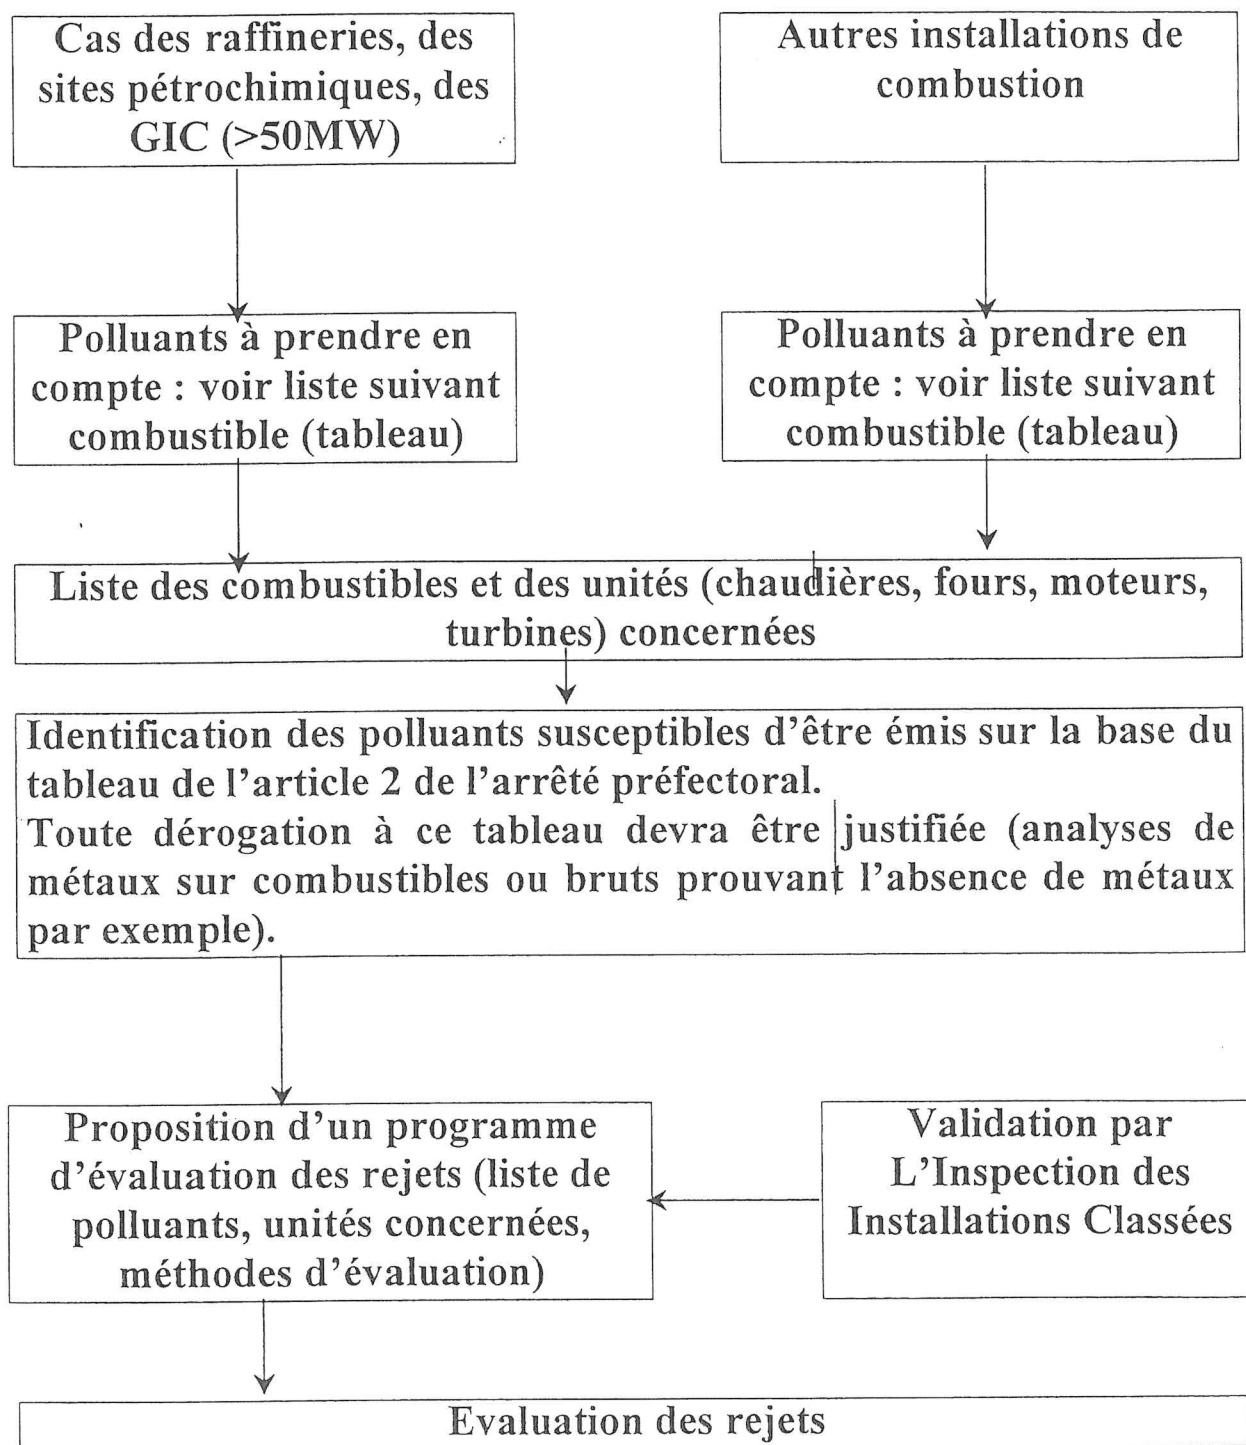 Cas des raffineries, des
sites pétrochimiques, des
GIC (>50MW)
Autres installations de
combustion
Polluants à prendre en
compte : voir liste suivant
combustible (tableau)
Polluants à prendre en
compte : voir liste suivant
combustible (tableau)
Liste des combustibles et des unités (chaudières, fours, moteurs,
turbines) concernées
Identification des polluants susceptibles d'être émis sur la base du
tableau de l'article 2 de l'arrêté préfectoral.
Toute dérogation à ce tableau devra être justifiée (analyses de
métaux sur combustibles ou bruts prouvant l'absence de métaux
par exemple).
Proposition d'un programme
d'évaluation des rejets (liste de
polluants, unités concernées,
méthodes d'évaluation)
Validation par
L'Inspection des
Installations Classées
Evaluation des rejets